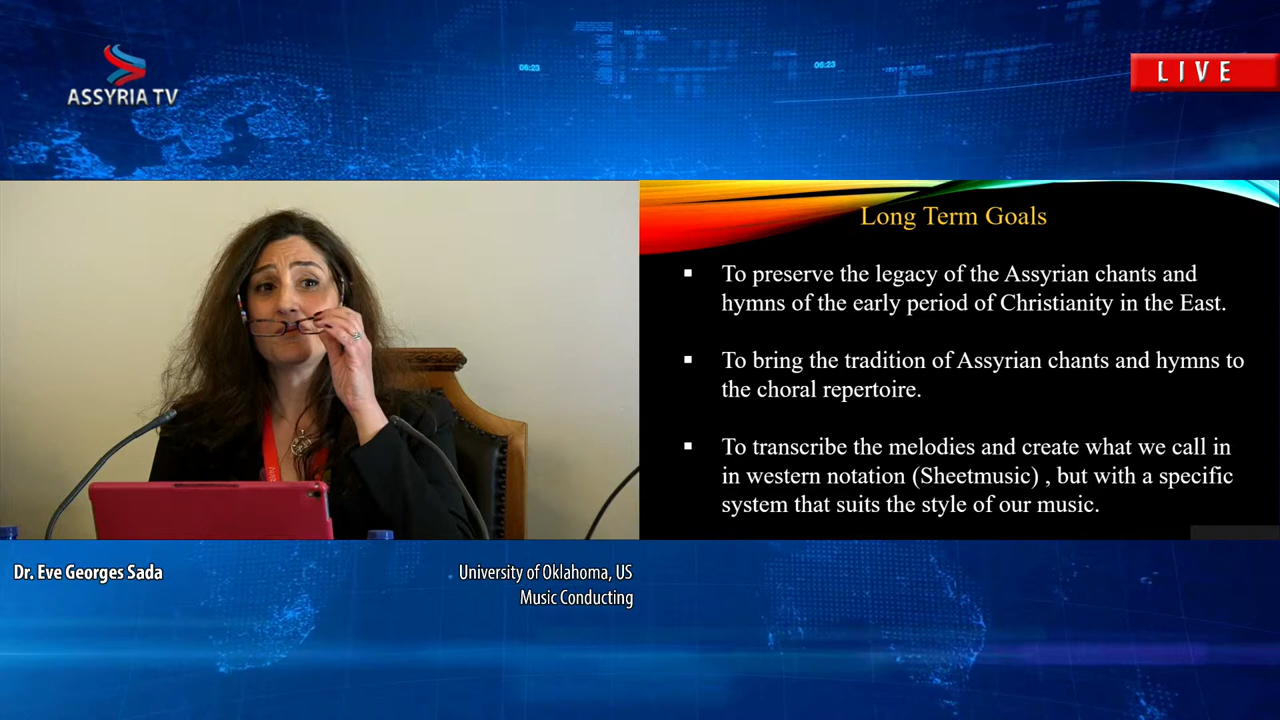 ASSYRIA TV
06:23
06:23
LIVE
Long Term Goals
▪ To preserve the legacy of the Assyrian chants and
hymns of the early period of Christianity in the East.
▪ To bring the tradition of Assyrian chants and hymns to
the choral repertoire.
▪ To transcribe the melodies and create what we call in
in western notation (Sheetmusic) , but with a specific
system that suits the style of our music.
Dr. Eve Georges Sada
University of Oklahoma, US
Music Conducting